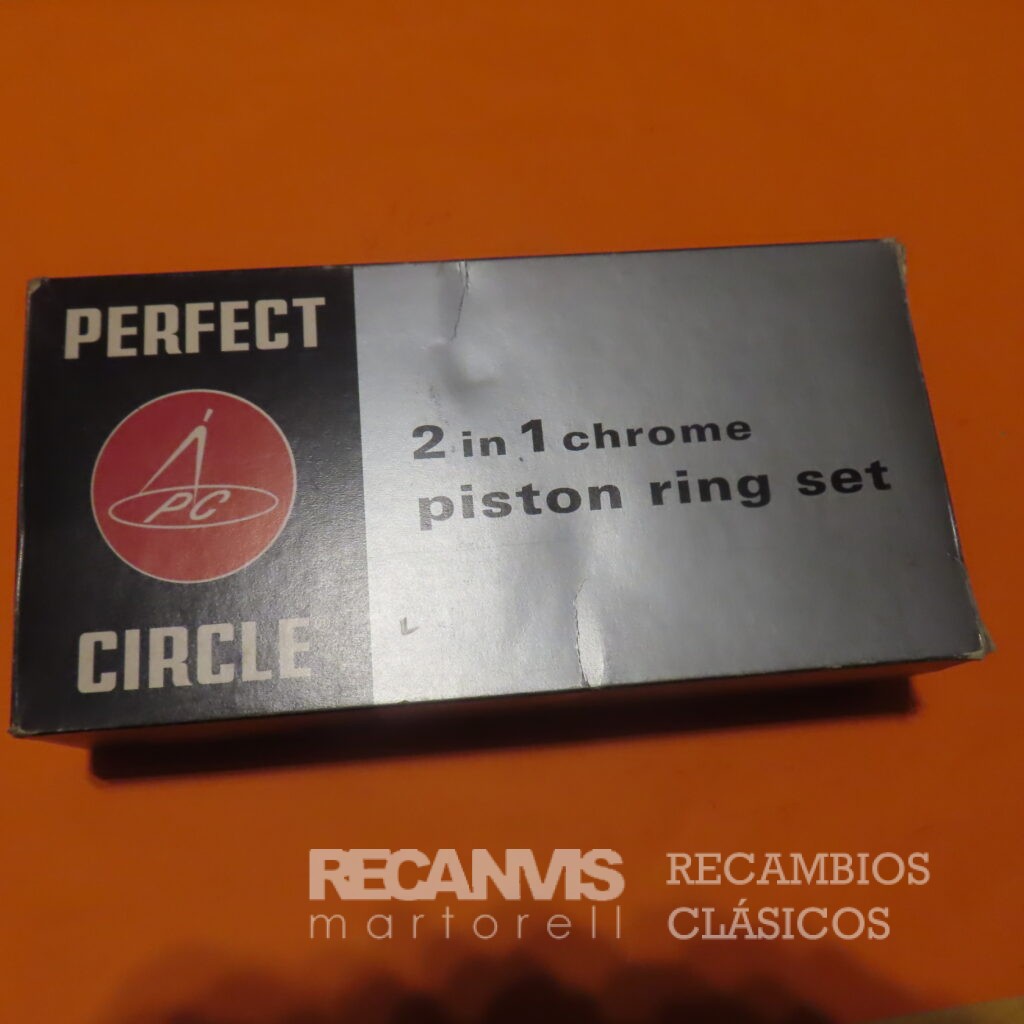 PERFECT
PC
CIRCLE®
2 in 1 chrome
piston ring set
RECANVIS
martorell
RECAMBIOS
CLÁSICOS